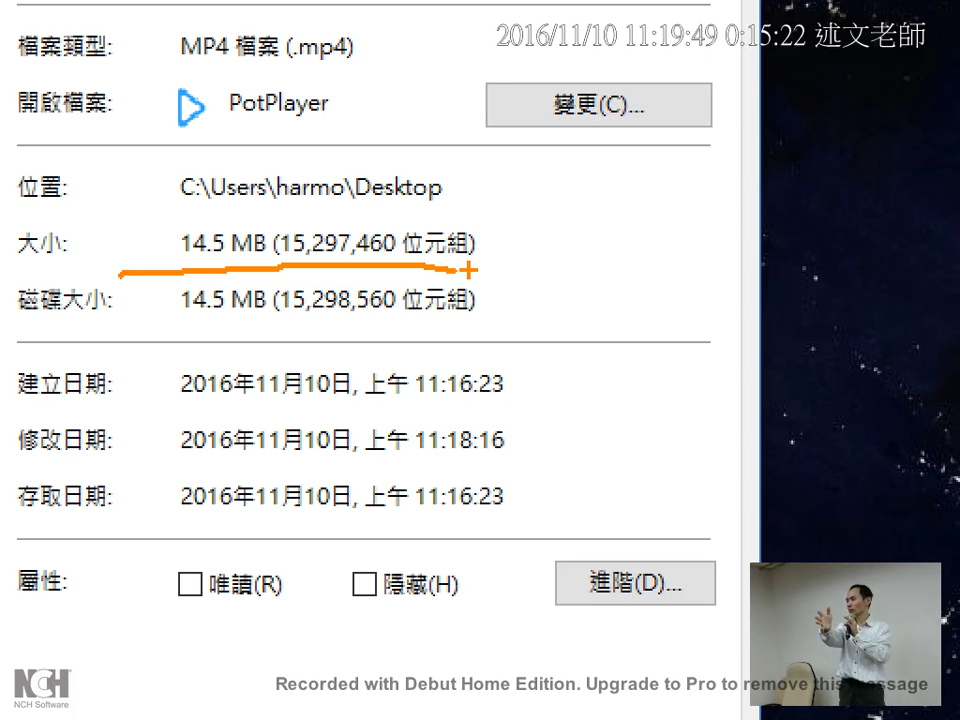 2016/11/10 11:19:49 0:15:22 述文老師
檔案類型: MP4 檔案 (.mp4)
開啟檔案: PotPlayer 變更(C)...
位置: C:\Users\harmo\Desktop
大小: 14.5 MB (15,297,460 位元組)
磁碟大小: 14.5 MB (15,298,560 位元組)
建立日期: 2016年11月10日, 上午 11:16:23
修改日期: 2016年11月10日, 上午 11:18:16
存取日期: 2016年11月10日, 上午 11:16:23
屬性: 唯讀(R) 隱藏(H) 進階(D)...
NCH
NCH Software
Recorded with Debut Home Edition. Upgrade to Pro to remove this message